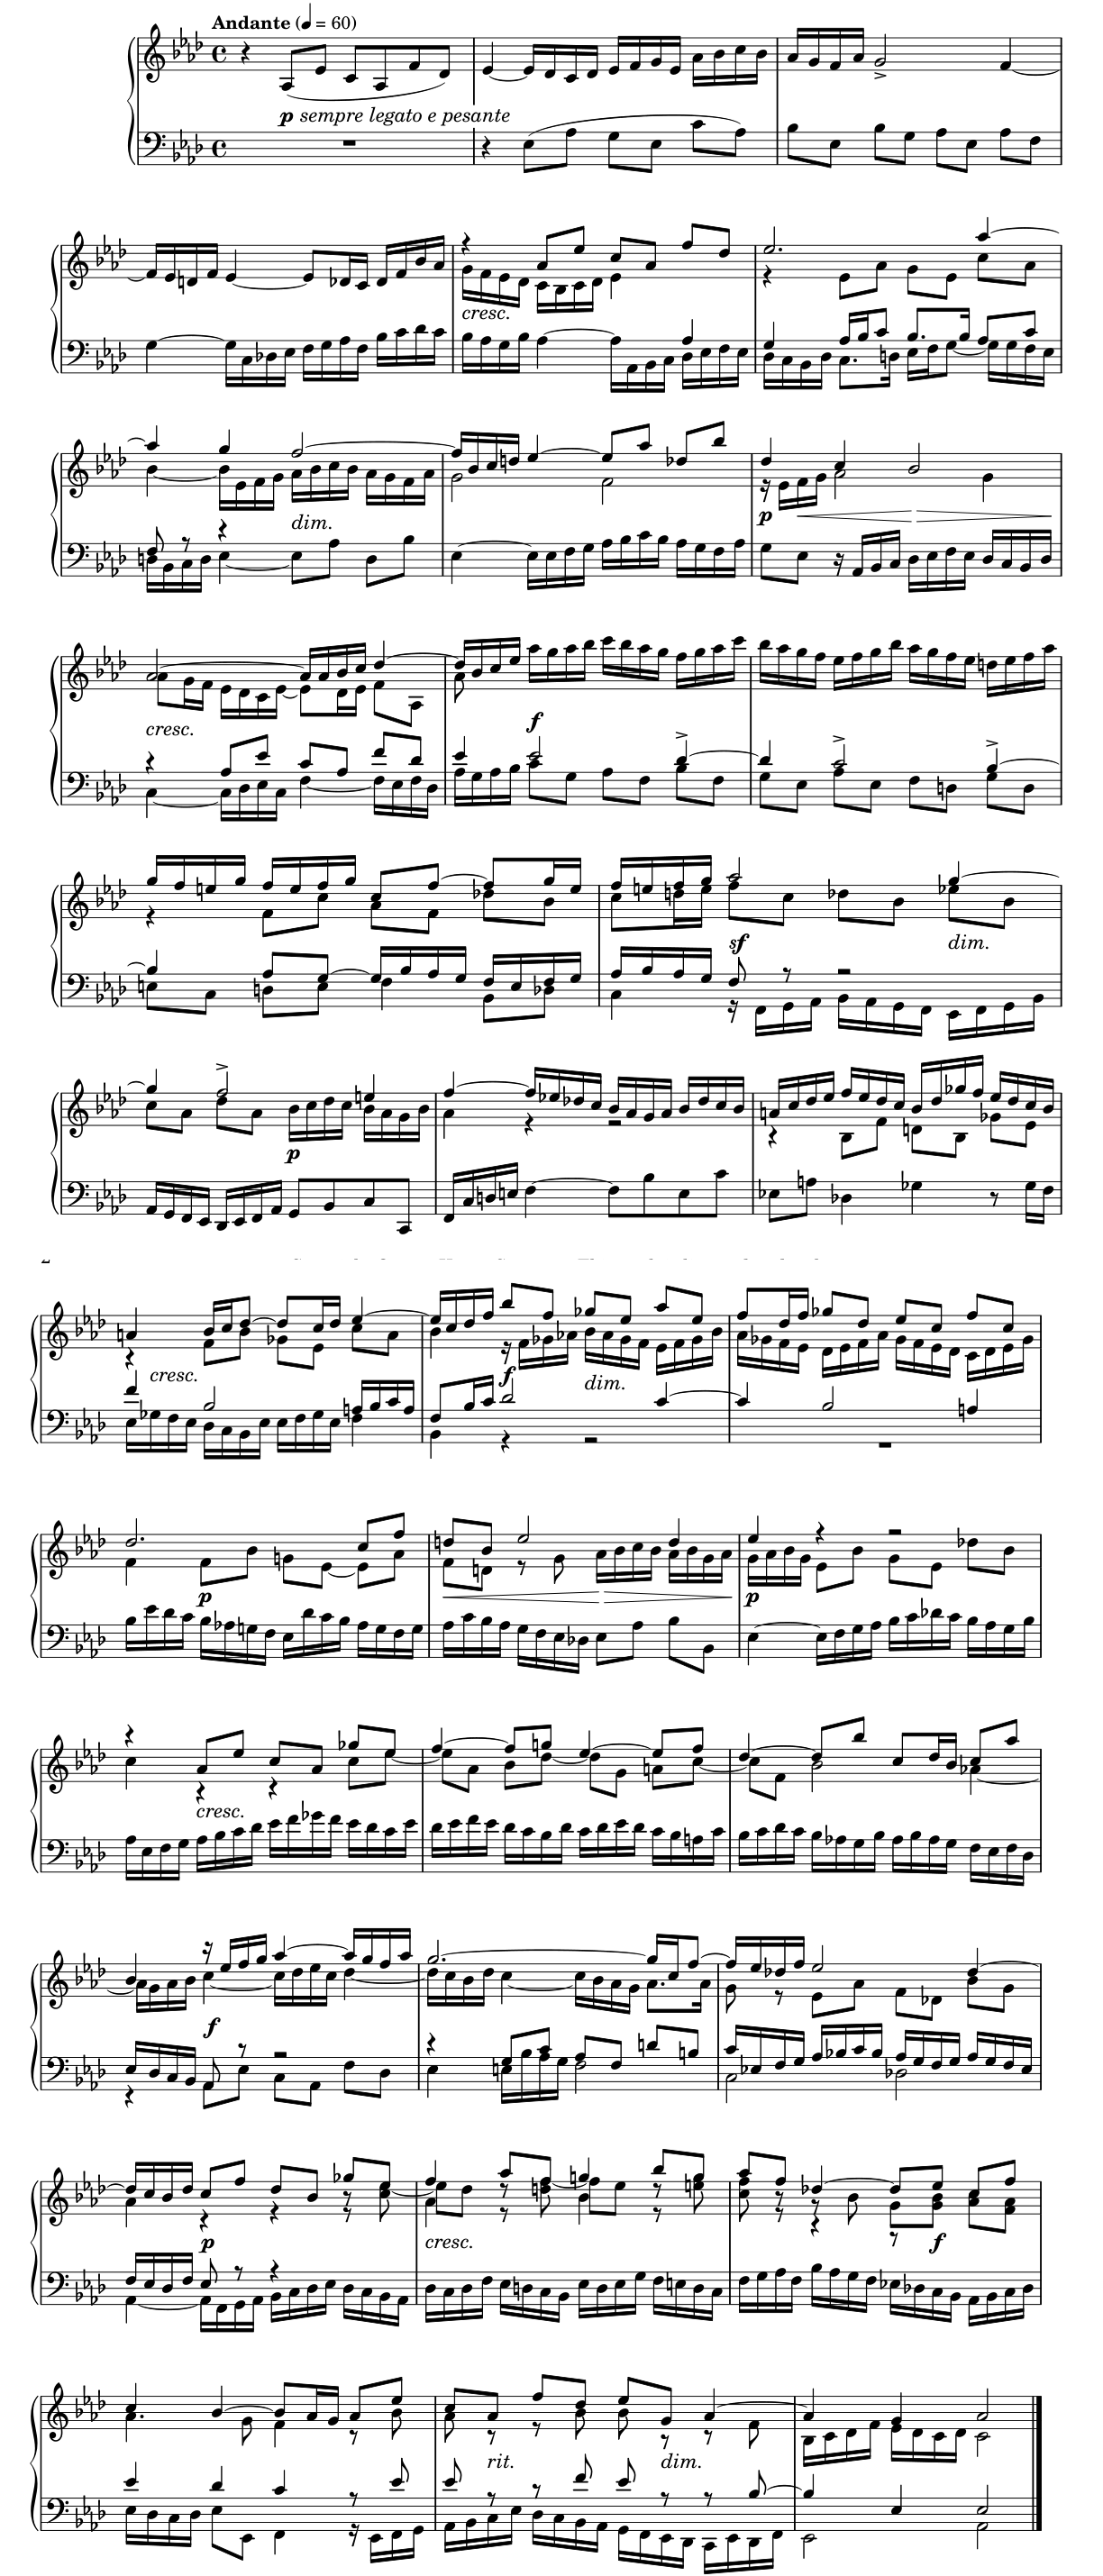 Andante (♩ = 60)
p sempre legato e pesante
cresc.
dim.
p
cresc.
f
sf
dim.
p
cresc.
f
dim.
p
p
cresc.
f
p
cresc.
f
rit.
dim.